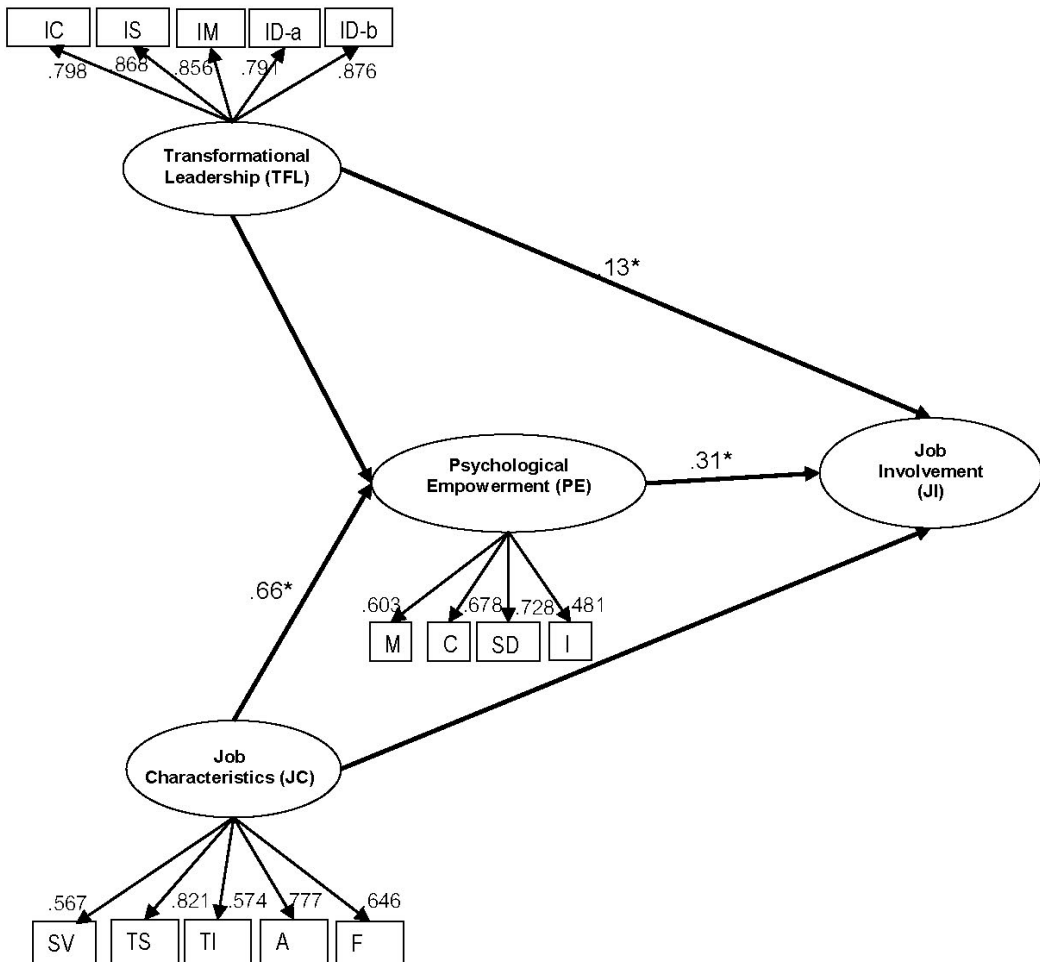 IC IS IM ID-a ID-b
.798 868 .856 .791 .876
Transformational
Leadership (TFL)
.13*
Psychological
Empowerment (PE)
.31*
Job
Involvement
(JI)
.66*
.603 .678 .728 481
M C SD I
Job
Characteristics (JC)
.567 .821 .574 777 646
SV TS TI A F